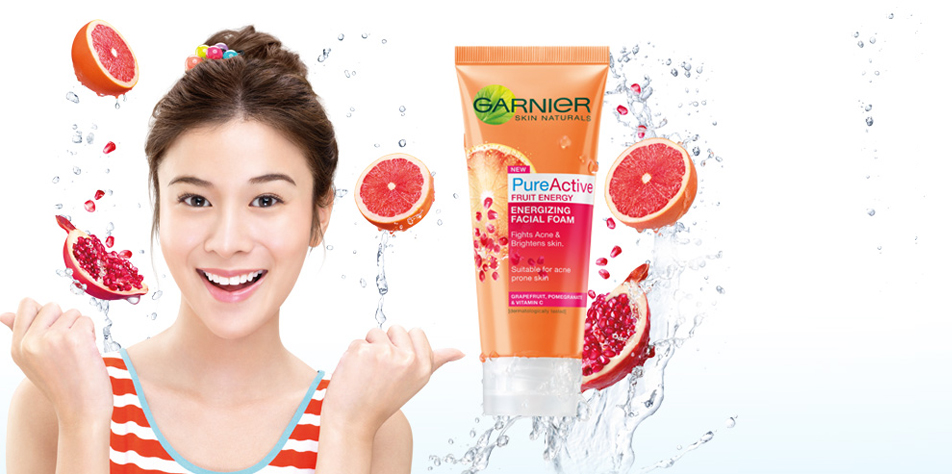 GARNIER
SKIN NATURALS
NEW
PureActive
FRUIT ENERGY
ENERGIZING
FACIAL FOAM
Fights Acne &
Brightens skin.
Suitable for acne
prone skin
GRAPEFRUIT, POMEGRANATE
& VITAMIN C
[dermatologically tested]